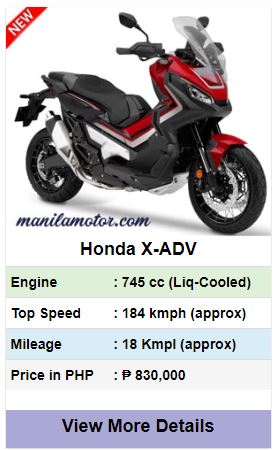 NEW
manilamotor.com
Honda X-ADV
Engine : 745 cc (Liq-Cooled)
Top Speed : 184 kmph (approx)
Mileage : 18 Kmpl (approx)
Price in PHP : ₱ 830,000
View More Details